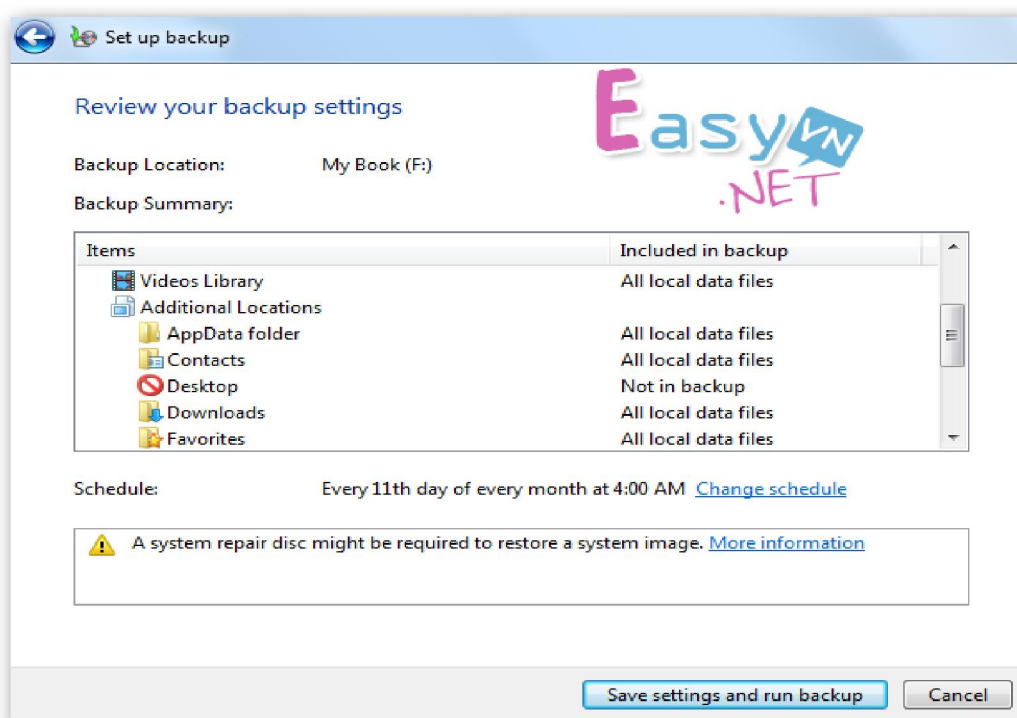 Set up backup
Review your backup settings
EasyVN
.NET
Backup Location: My Book (F:)
Backup Summary:
Items Included in backup
Videos Library All local data files
Additional Locations
AppData folder All local data files
Contacts All local data files
Desktop Not in backup
Downloads All local data files
Favorites All local data files
Schedule: Every 11th day of every month at 4:00 AM Change schedule
A system repair disc might be required to restore a system image. More information
Save settings and run backup Cancel